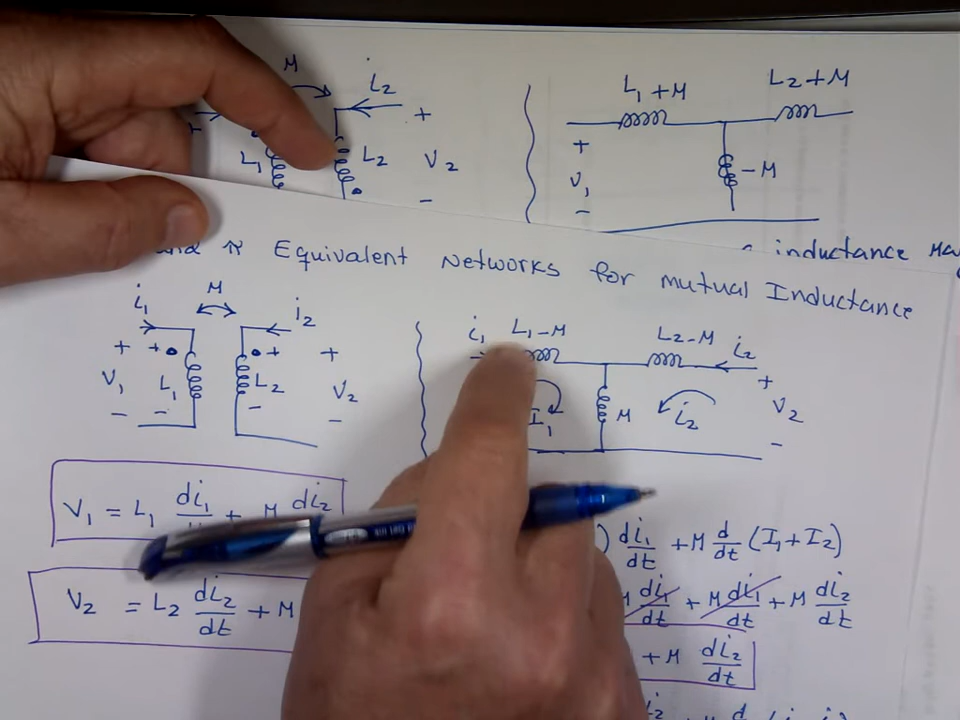 M i2 L1+M L2+M
+ + +
L1 L2 V2 V1 -M
- -
inductance
and π Equivalent Networks for mutual Inductance
i1 M i2 i1 L1-M L2-M i2
+ +• •+ + +
V1 L1 L2 V2 I1 M i2 V2
- - - - -
V1 = L1 di1 + M di2
) di1/dt + M d/dt (I1+I2)
V2 = L2 di2/dt + M
M di1/dt + M di1/dt + M di2/dt
+ M di2/dt